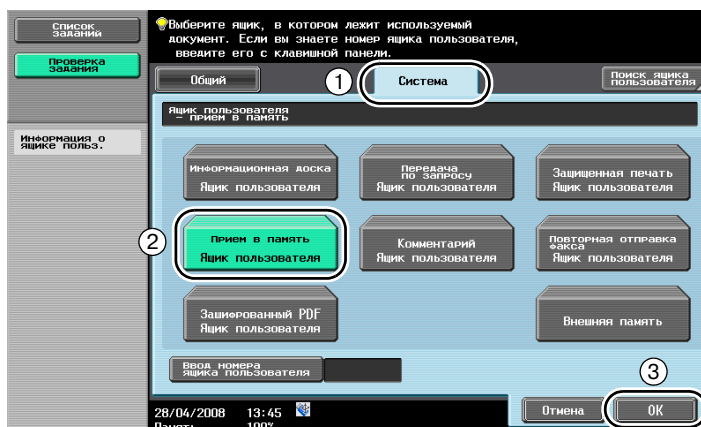 Список
заданий
Проверка
задания
Информация о
ящике польз.
Выберите ящик, в котором лежит используемый
документ. Если вы знаете номер ящика пользователя,
введите его с клавишной панели.
Общий
1
Система
Поиск ящика
пользователя
Ящик пользователя
- прием в память
Информационная доска
Ящик пользователя
Передача
по запросу
Ящик пользователя
Защищенная печать
Ящик пользователя
2
Прием в память
Ящик пользователя
Комментарий
Ящик пользователя
Повторная отправка
факса
Ящик пользователя
Зашифрованный PDF
Ящик пользователя
Внешняя память
Ввод номера
ящика пользователя
3
28/04/2008 13:45
Память 100%
Отмена
OK